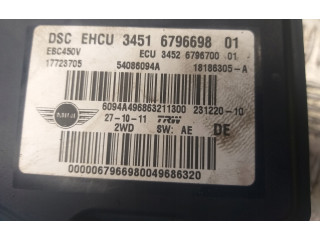 DSC EHCU 3451 6796698 01
EBC450V ECU 3452 6796700 01
17723705 54086094A 18186305-A
6094A496863211300 231220-10
27-10-11 TRW
2WD SW: AE DE
0000067966980049686320